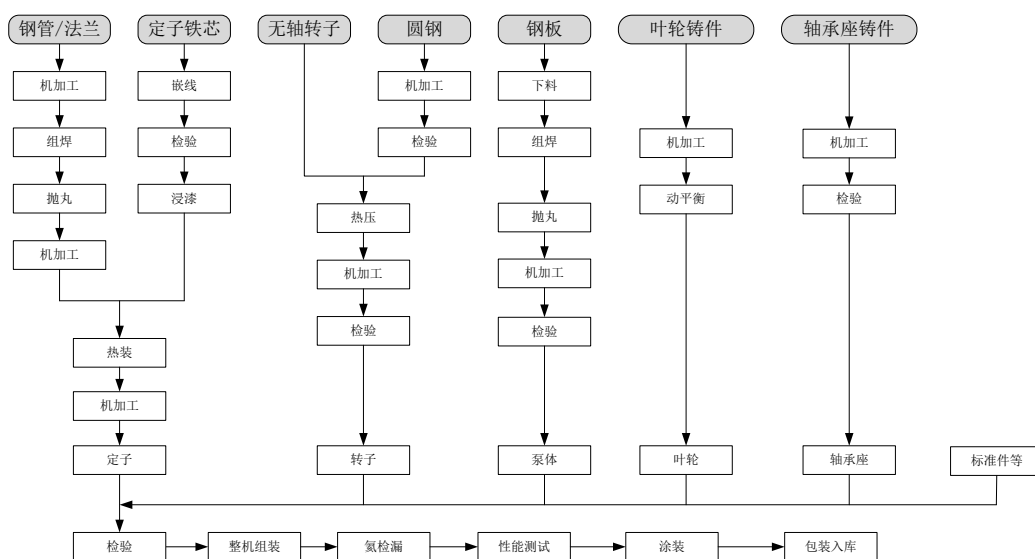 钢管/法兰
定子铁芯
无轴转子
圆钢
钢板
叶轮铸件
轴承座铸件
机加工
嵌线
机加工
下料
组焊
检验
检验
组焊
机加工
机加工
抛丸
浸漆
热压
抛丸
动平衡
检验
机加工
机加工
机加工
热装
检验
检验
机加工
定子
转子
泵体
叶轮
轴承座
标准件等
检验
整机组装
氦检漏
性能测试
涂装
包装入库